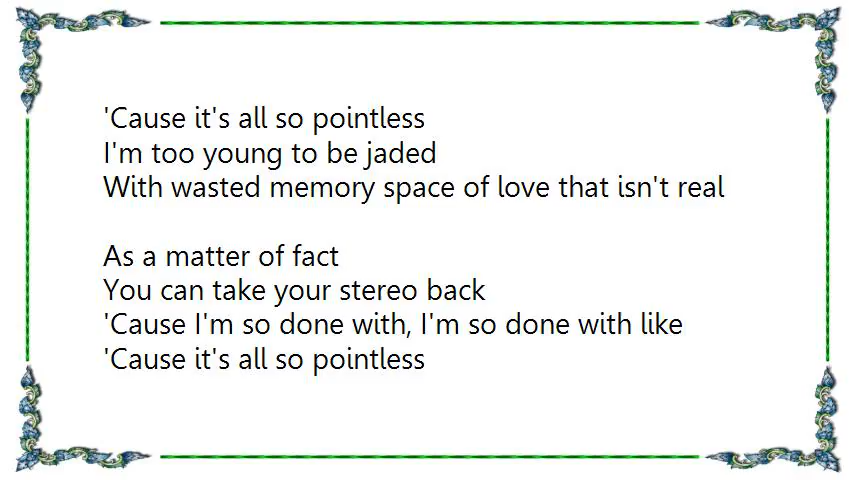 'Cause it's all so pointless
I'm too young to be jaded
With wasted memory space of love that isn't real
As a matter of fact
You can take your stereo back
'Cause I'm so done with, I'm so done with like
'Cause it's all so pointless